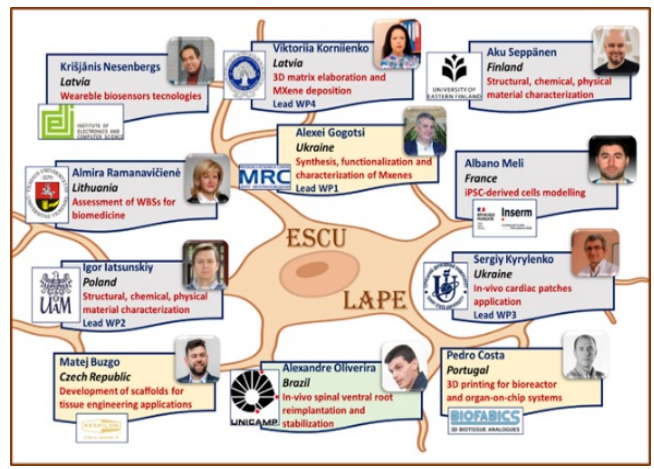 Krišjānis Nesenbergs
Latvia
Weareble biosensors tecnologies
INSTITUTE OF
ELECTRONICS AND
COMPUTER SCIENCE
Viktoriia Korniienko
Latvia
3D matrix elaboration and
MXene deposition
Lead WP4
Aku Seppänen
Finland
Structural, chemical, physical
material characterization
UNIVERSITY OF
EASTERN FINLAND
Alexei Gogotsi
Ukraine
Synthesis, functionalization and
characterization of Mxenes
Lead WP1
MRC
Almira Ramanavičienė
Lithuania
Assessment of WBSs for
biomedicine
Albano Meli
France
iPSC-derived cells modelling
Inserm
ESCU
LAPE
Igor Iatsunskiy
Poland
Structural, chemical, physical
material characterization
Lead WP2
UAM
Sergiy Kyrylenko
Ukraine
In-vivo cardiac patches
application
Lead WP3
Matej Buzgo
Czech Republic
Development of scaffolds for
tissue engineering applications
Alexandre Oliverira
Brazil
In-vivo spinal ventral root
reimplantation and
stabilization
UNICAMP
Pedro Costa
Portugal
3D printing for bioreactor
and organ-on-chip systems
BIOFABICS
3D BIOTISSUE ANALOGUES